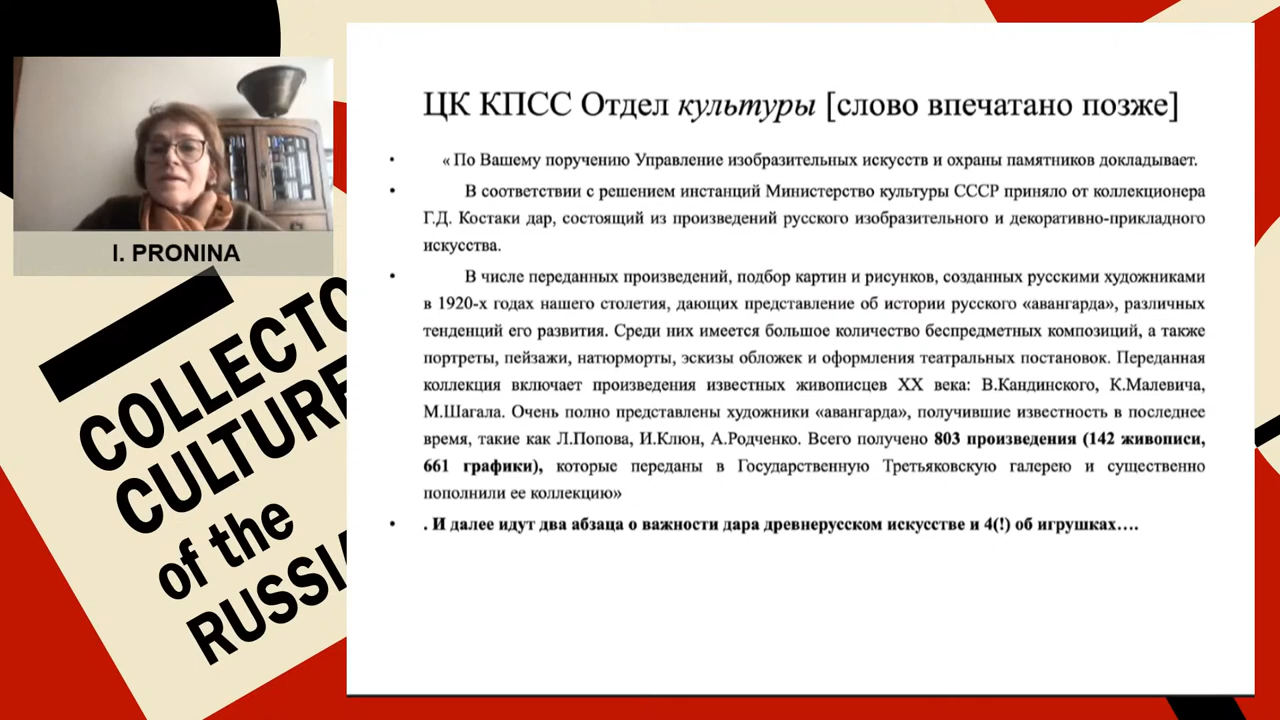 I. PRONINA
COLLECTO
CULTURE
of the
RUSSIA
ЦК КПСС Отдел культуры [слово впечатано позже]
• « По Вашему поручению Управление изобразительных искусств и охраны памятников докладывает.
• В соответствии с решением инстанций Министерство культуры СССР приняло от коллекционера
Г.Д. Костаки дар, состоящий из произведений русского изобразительного и декоративно-прикладного
искусства.
• В числе переданных произведений, подбор картин и рисунков, созданных русскими художниками
в 1920-х годах нашего столетия, дающих представление об истории русского «авангарда», различных
тенденций его развития. Среди них имеется большое количество беспредметных композиций, а также
портреты, пейзажи, натюрморты, эскизы обложек и оформления театральных постановок. Переданная
коллекция включает произведения известных живописцев XX века: В.Кандинского, К.Малевича,
М.Шагала. Очень полно представлены художники «авангарда», получившие известность в последнее
время, такие как Л.Попова, И.Клюн, А.Родченко. Всего получено 803 произведения (142 живописи,
661 графики), которые переданы в Государственную Третьяковскую галерею и существенно
пополнили ее коллекцию»
• . И далее идут два абзаца о важности дара древнерусском искусстве и 4(!) об игрушках….